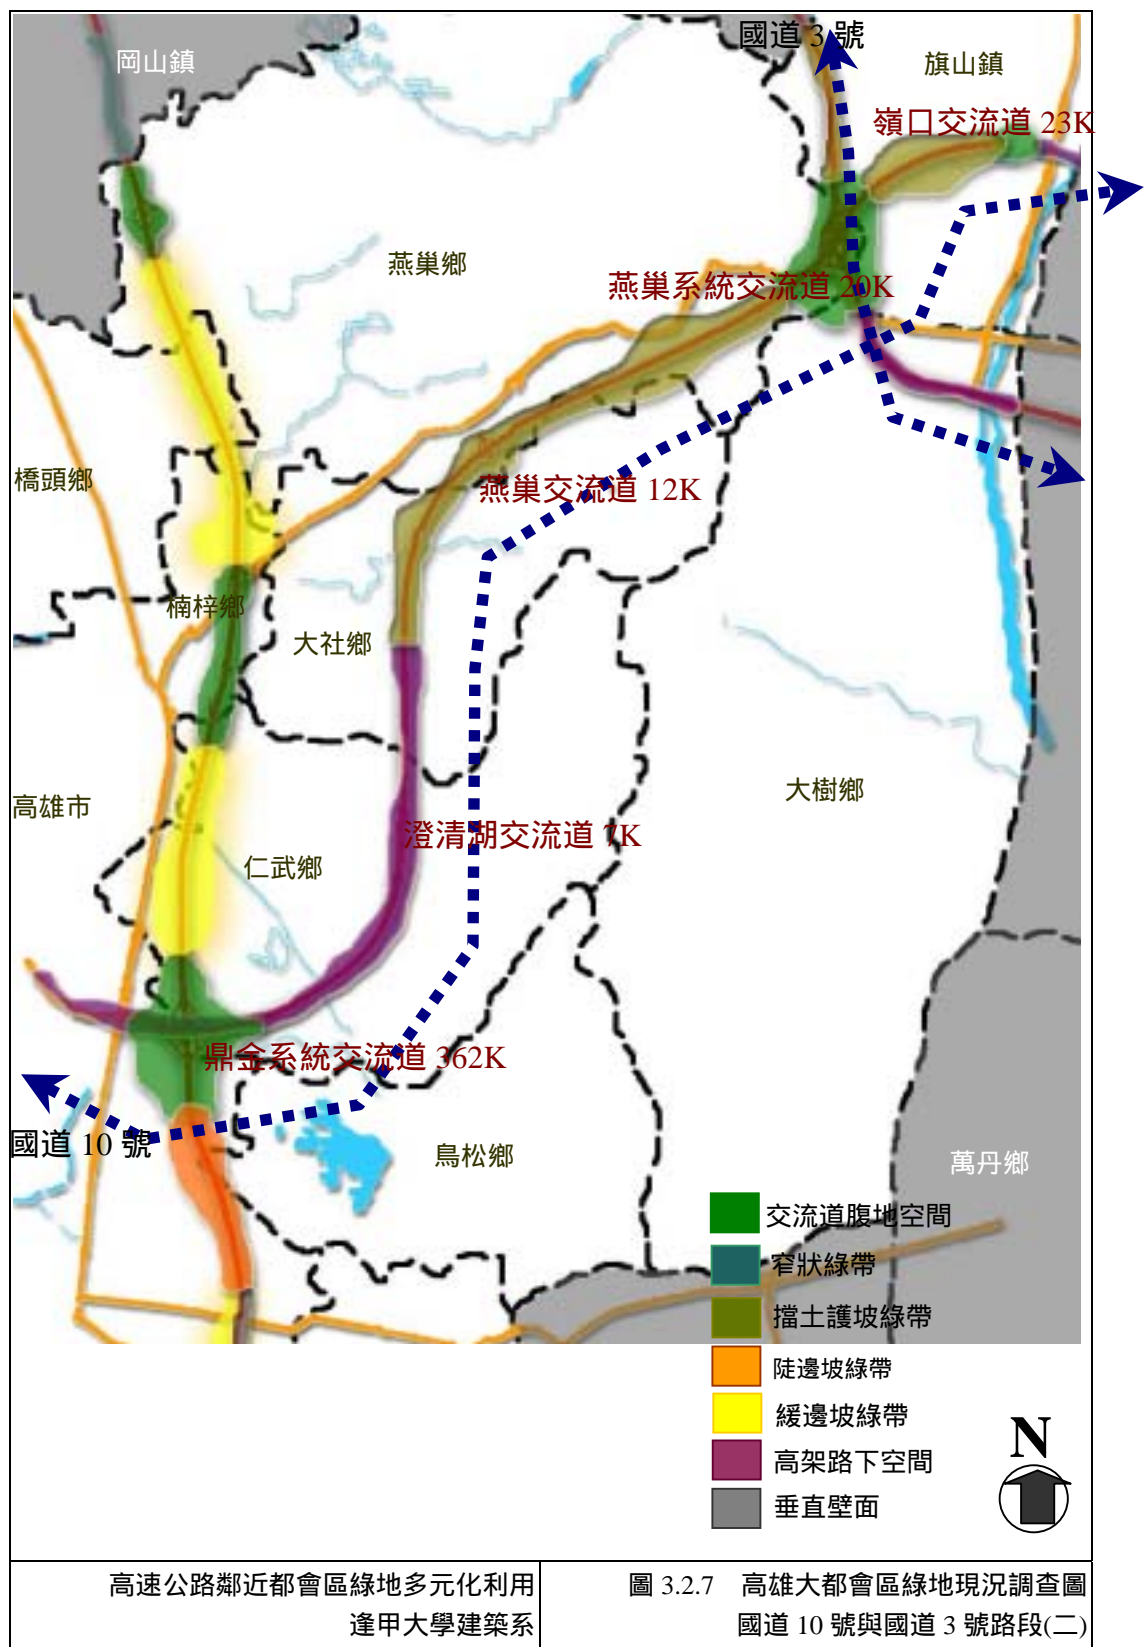 國道 3 號
岡山鎮
旗山鎮
嶺口交流道 23K
燕巢鄉
燕巢系統交流道 20K
橋頭鄉
燕巢交流道 12K
楠梓鄉
大社鄉
大樹鄉
高雄市
澄清湖交流道 7K
仁武鄉
鼎金系統交流道 362K
國道 10 號
鳥松鄉
萬丹鄉
交流道腹地空間
窄狀綠帶
擋土護坡綠帶
陡邊坡綠帶
緩邊坡綠帶
高架路下空間
垂直壁面
N
高速公路鄰近都會區綠地多元化利用
逢甲大學建築系
圖 3.2.7 高雄大都會區綠地現況調查圖
國道 10 號與國道 3 號路段(二)